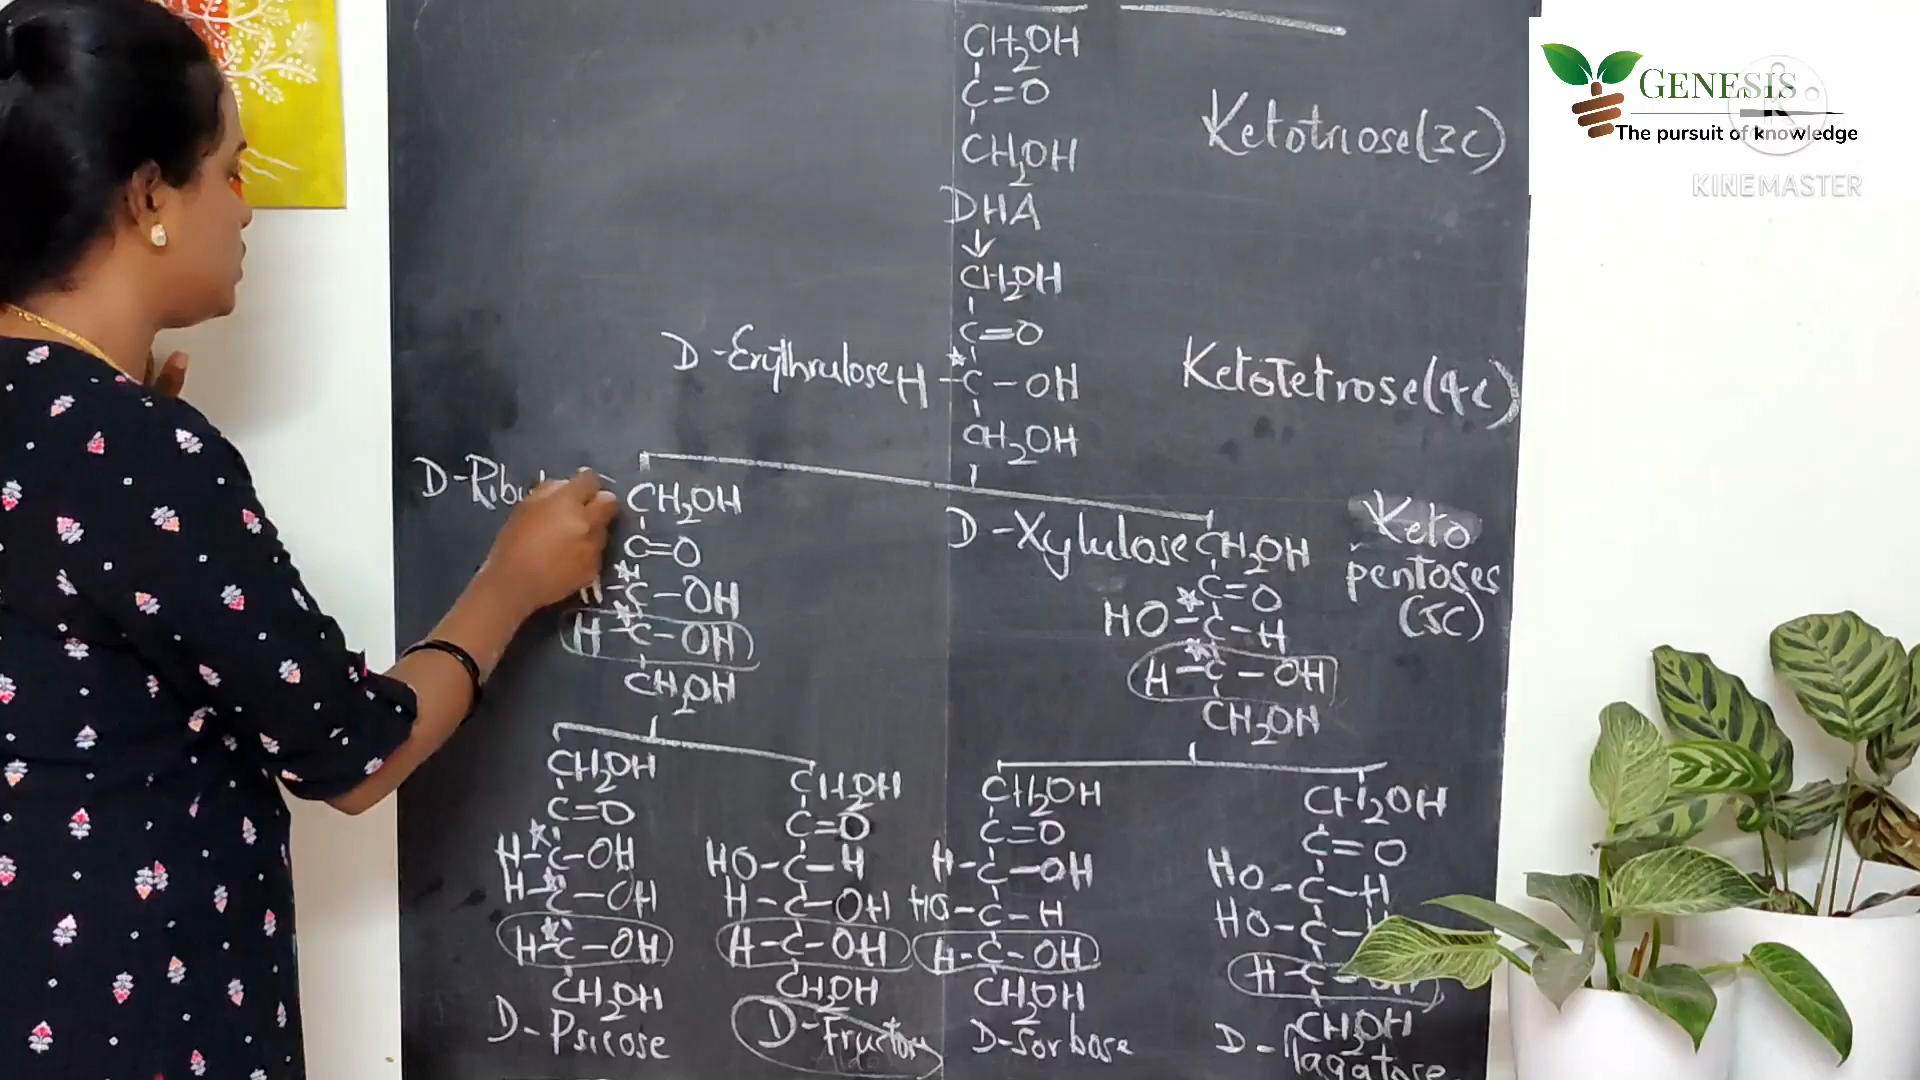 CH2OH
C=O
CH2OH
DHA
Ketotriose(3C)
GENESIS
The pursuit of knowledge
KINEMASTER
CH2OH
C=O
D-Erythrulose H-*C-OH
CH2OH
KetoTetrose(4C)
D-
CH2OH
C=O
H-*C-OH
H-*C-OH
CH2OH
D-Xylulose CH2OH
C=O
HO-*C-H
H-*C-OH
CH2OH
Keto
pentoses
(5C)
CH2OH
C=O
H-*C-OH
H-*C-OH
H-*C-OH
CH2OH
D-Psicose
CH2OH
C=O
HO-C-H
H-C-OH
H-C-OH
CH2OH
CH2OH
C=O
H-C-OH
HO-C-H
H-C-OH
CH2OH
D-Sorbose
CH2OH
C=O
HO-C-H
HO-C-H
H-C-OH
CH2OH
D-Tagatose